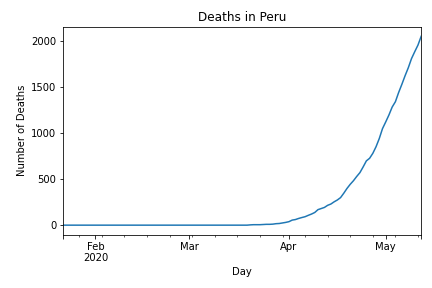 Deaths in Peru
Number of Deaths
2000
1500
1000
500
0
Feb
2020
Mar
Apr
May
Day